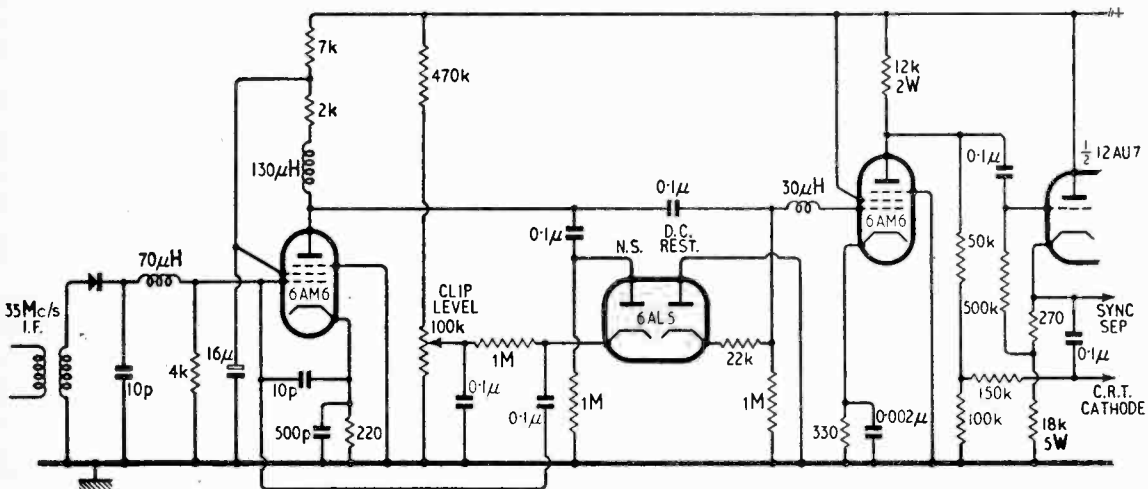 7k
2k
130μH
470k
12k
2W
½ 12AU7
0·1μ
0·1μ
30μH
6AM6
0·1μ
N.S.
D.C.
REST.
50k
500k
70μH
6AM6
CLIP
LEVEL
100k
6AL5
270
SYNC
SEP
35Mc/s
I.F.
10p
4k
16μ
10p
1M
22k
0·1μ
0·1μ
0·1μ
1M
1M
150k
C.R.T.
CATHODE
500p
220
330
0·002μ
100k
18k
5W